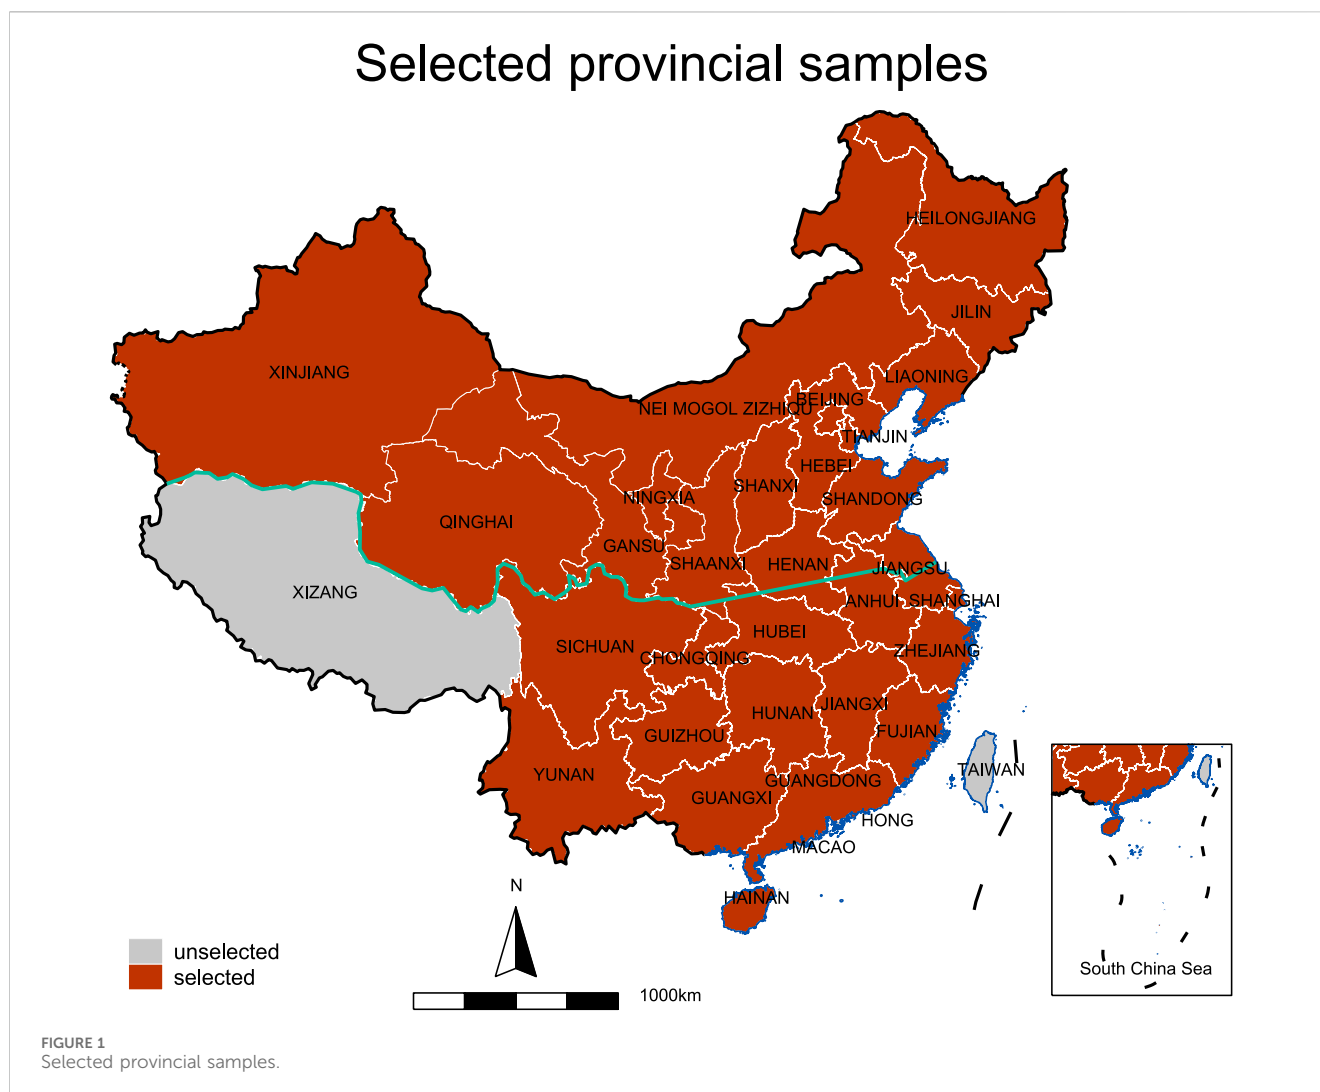 Selected provincial samples
HEILONGJIANG
JILIN
XINJIANG
LIAONING
BEIJING
NEI MOGOL ZIZHIQU
TIANJIN
HEBEI
SHANXI
NINGXIA
SHANDONG
QINGHAI
GANSU
SHAANXI
HENAN
JIANGSU
XIZANG
ANHUI
SHANGHAI
HUBEI
SICHUAN
CHONGQING
ZHEJIANG
JIANGXI
HUNAN
FUJIAN
GUIZHOU
TAIWAN
YUNAN
GUANGDONG
GUANGXI
HONG
MACAO
HAINAN
N
unselected
selected
1000km
South China Sea
FIGURE 1
Selected provincial samples.